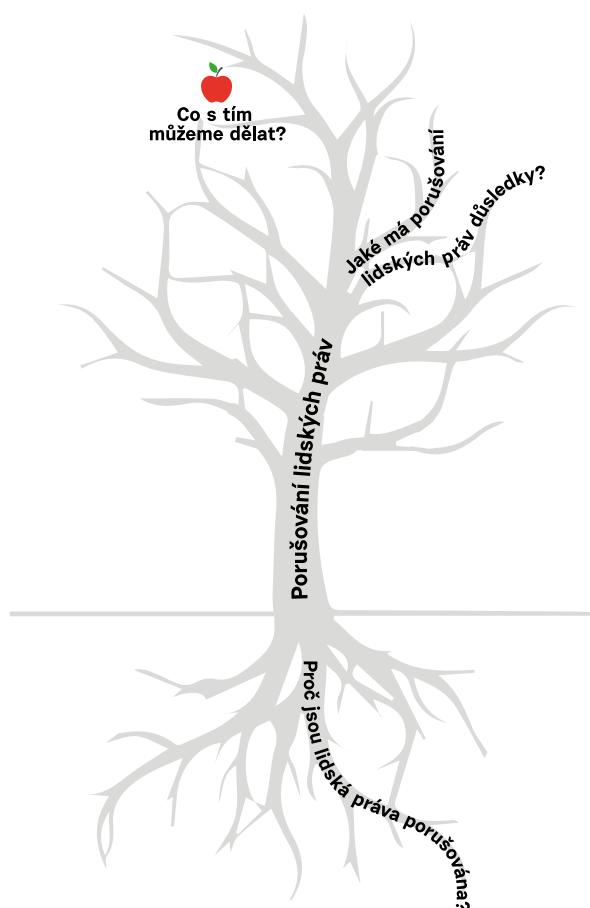 Co s tím
můžeme dělat?
Jaké má porušování
lidských práv důsledky?
Porušování lidských práv
Proč jsou lidská práva porušována?